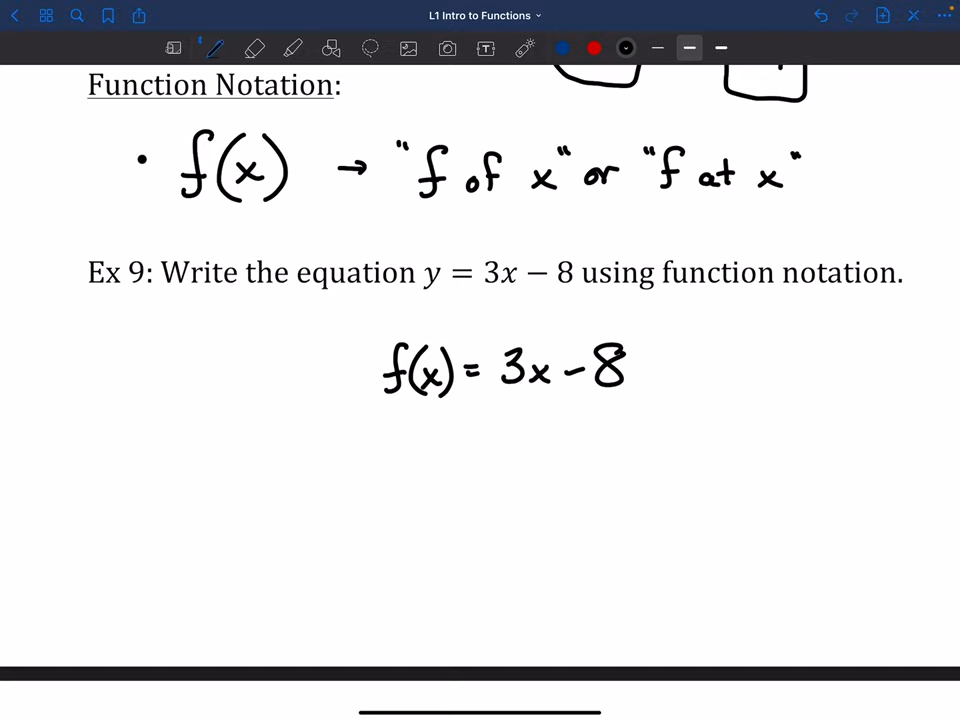 L1 Intro to Functions
Function Notation:
• f(x) → "f of x" or "f at x"
Ex 9: Write the equation y = 3x − 8 using function notation.
f(x) = 3x − 8